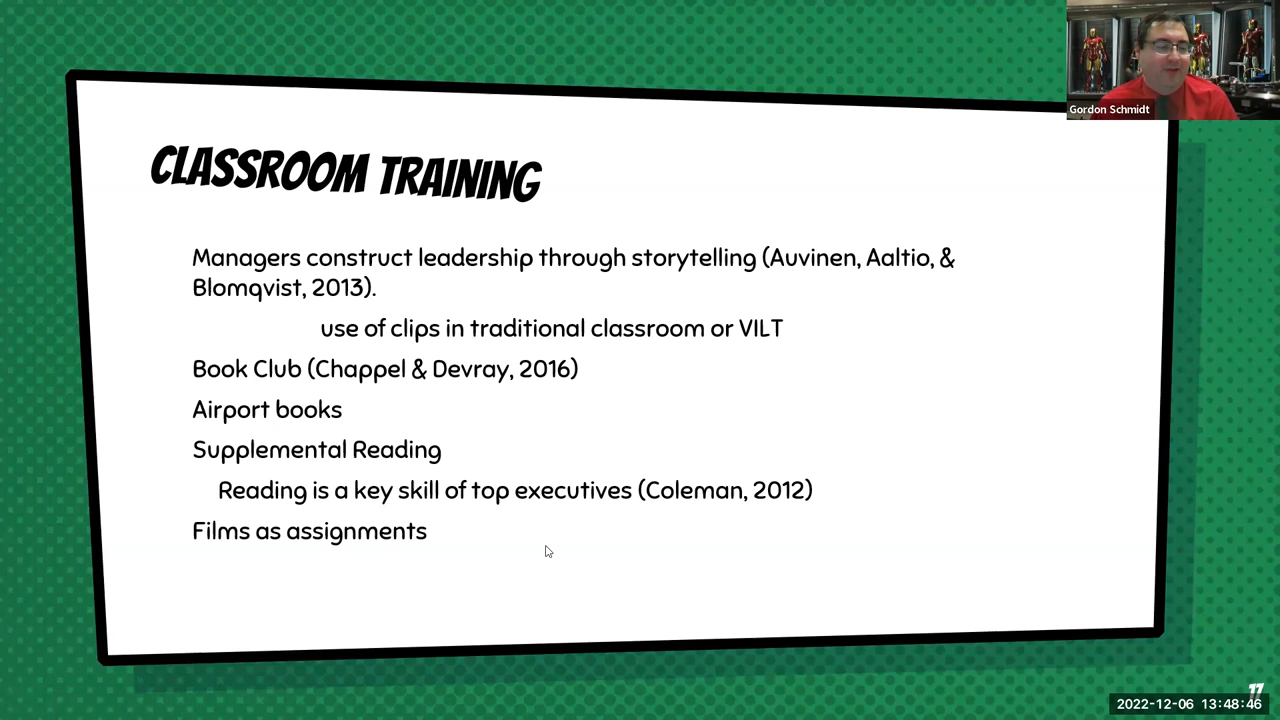 Gordon Schmidt
CLASSROOM TRAINING
Managers construct leadership through storytelling (Auvinen, Aaltio, &
Blomqvist, 2013).
use of clips in traditional classroom or VILT
Book Club (Chappel & Devray, 2016)
Airport books
Supplemental Reading
Reading is a key skill of top executives (Coleman, 2012)
Films as assignments
17
2022-12-06 13:48:46